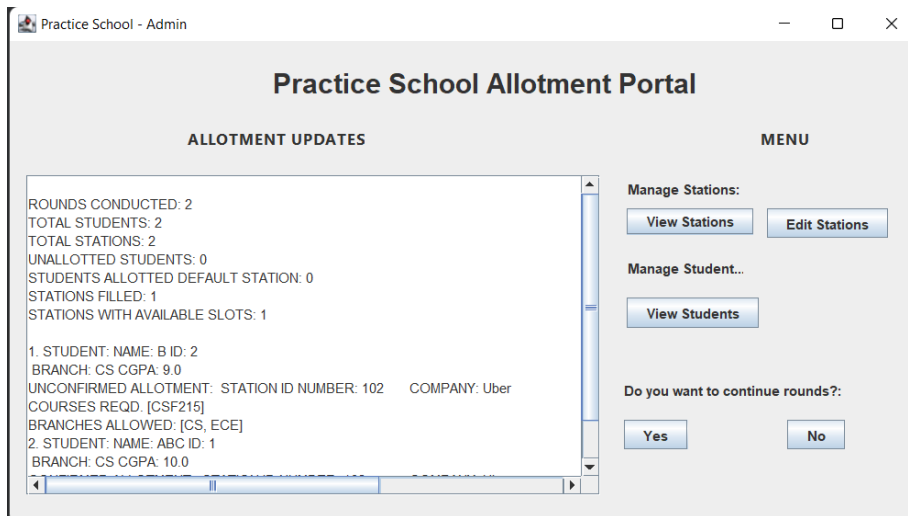 Practice School - Admin
Practice School Allotment Portal
ALLOTMENT UPDATES
MENU
ROUNDS CONDUCTED: 2
TOTAL STUDENTS: 2
TOTAL STATIONS: 2
UNALLOTTED STUDENTS: 0
STUDENTS ALLOTTED DEFAULT STATION: 0
STATIONS FILLED: 1
STATIONS WITH AVAILABLE SLOTS: 1
1. STUDENT: NAME: B ID: 2
BRANCH: CS CGPA: 9.0
UNCONFIRMED ALLOTMENT: STATION ID NUMBER: 102 COMPANY: Uber
COURSES REQD. [CSF215]
BRANCHES ALLOWED: [CS, ECE]
2. STUDENT: NAME: ABC ID: 1
BRANCH: CS CGPA: 10.0
Manage Stations:
View Stations
Edit Stations
Manage Student...
View Students
Do you want to continue rounds?:
Yes
No